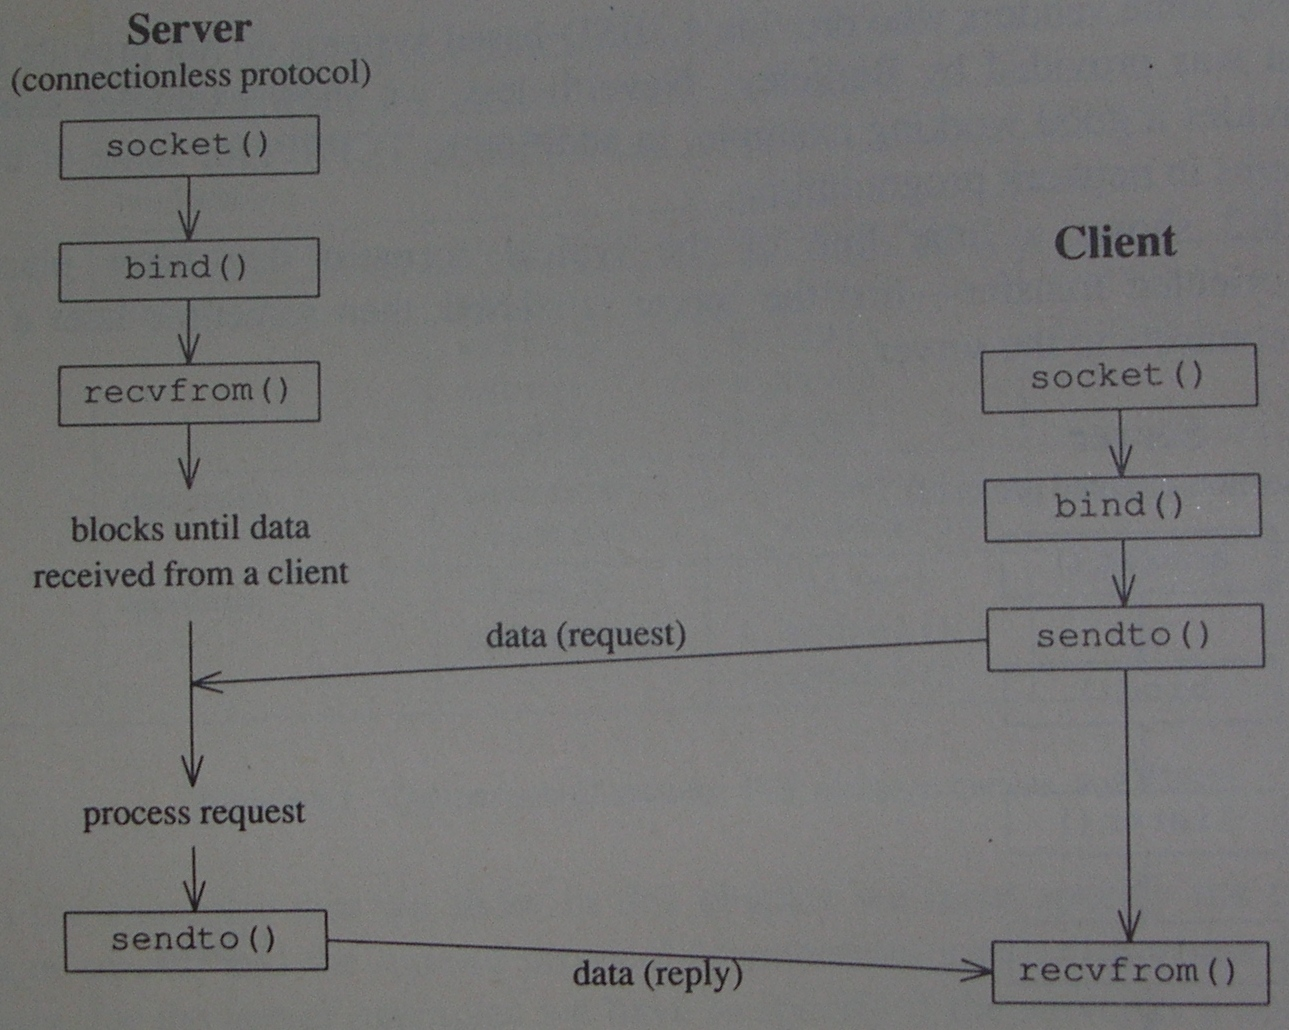 Server
(connectionless protocol)
socket()
bind()
recvfrom()
blocks until data
received from a client
process request
sendto()
data (request)
data (reply)
Client
socket()
bind()
sendto()
recvfrom()